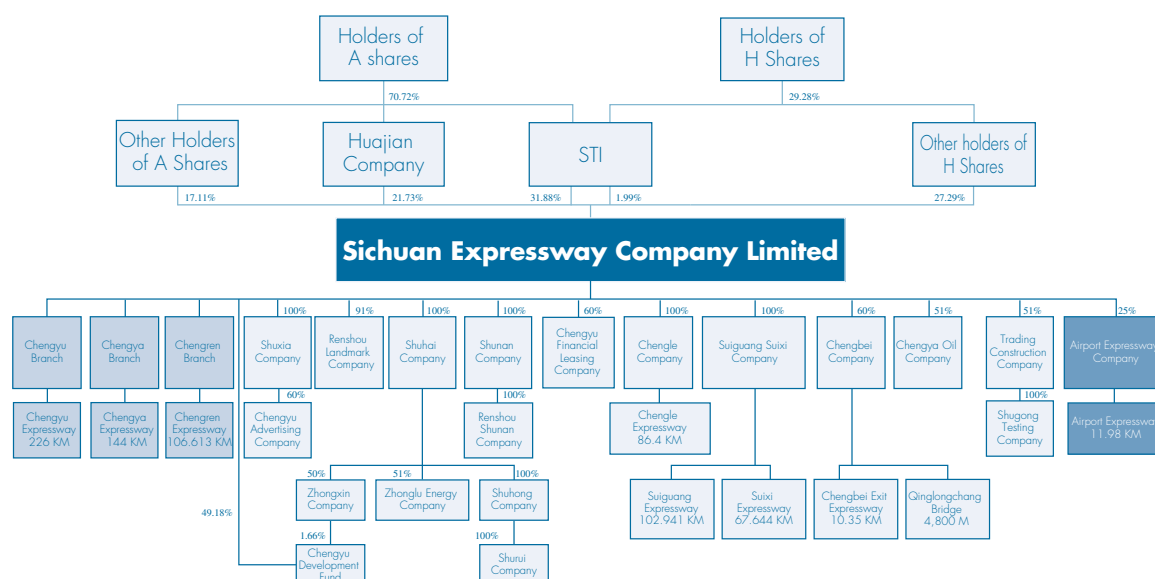 Holders of
A shares
Holders of
H Shares
70.72%
29.28%
Other Holders
of A Shares
Huajian
Company
STI
Other holders of
H Shares
17.11%
21.73%
31.88%
1.99%
27.29%
Sichuan Expressway Company Limited
100%
91%
100%
100%
60%
100%
100%
60%
51%
51%
25%
Chengyu
Branch
Chengya
Branch
Chengren
Branch
Shuxia
Company
Renshou
Landmark
Company
Shuhai
Company
Shunan
Company
Chengyu
Financial
Leasing
Company
Chengle
Company
Suiguang Suixi
Company
Chengbei
Company
Chengya Oil
Company
Trading
Construction
Company
Airport Expressway
Company
60%
100%
100%
Chengyu
Expressway
226 KM
Chengya
Expressway
144 KM
Chengren
Expressway
106.613 KM
Chengyu
Advertising
Company
Renshou
Shunan
Company
Chengle
Expressway
86.4 KM
Shugong
Testing
Company
Airport Expressway
11.98 KM
50%
51%
100%
Zhongxin
Company
Zhonglu Energy
Company
Shuhong
Company
Suiguang
Expressway
102.941 KM
Suixi
Expressway
67.644 KM
Chengbei Exit
Expressway
10.35 KM
Qinglongchang
Bridge
4,800 M
49.18%
1.66%
100%
Chengyu
Development
Fund
Shurui
Company